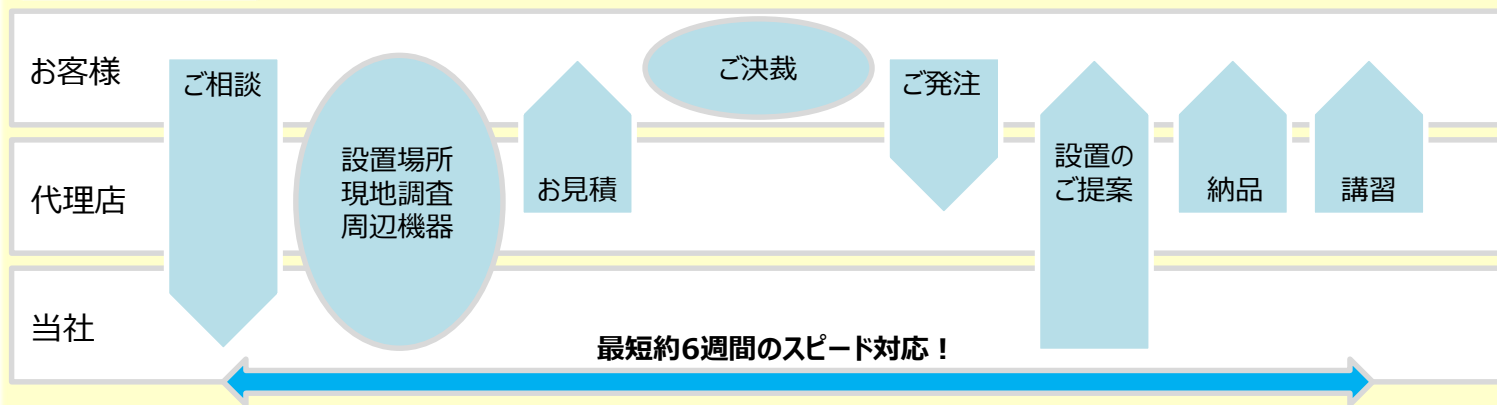 お客様
ご相談
ご決裁
ご発注
代理店
設置場所
現地調査
周辺機器
お見積
設置の
ご提案
納品
講習
当社
最短約6週間のスピード対応！